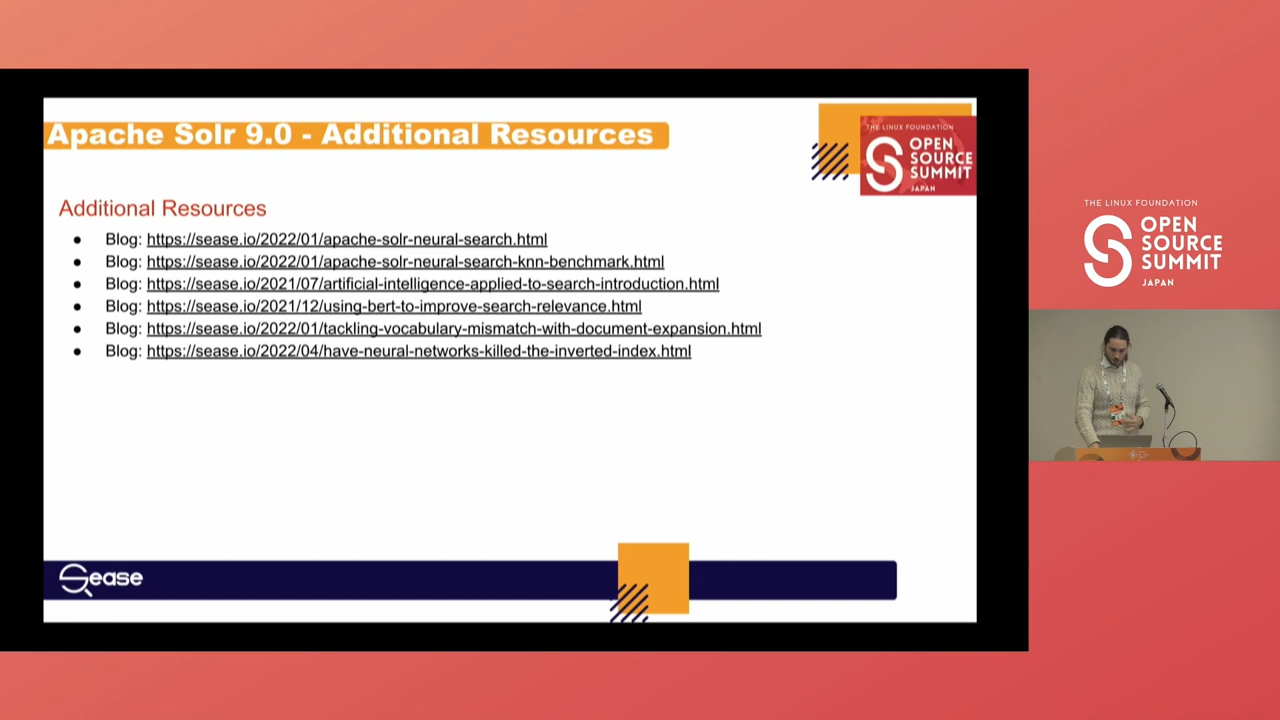 Apache Solr 9.0 - Additional Resources
THE LINUX FOUNDATION
OPEN
SOURCE
SUMMIT
JAPAN
Additional Resources
● Blog: https://sease.io/2022/01/apache-solr-neural-search.html
● Blog: https://sease.io/2022/01/apache-solr-neural-search-knn-benchmark.html
● Blog: https://sease.io/2021/07/artificial-intelligence-applied-to-search-introduction.html
● Blog: https://sease.io/2021/12/using-bert-to-improve-search-relevance.html
● Blog: https://sease.io/2022/01/tackling-vocabulary-mismatch-with-document-expansion.html
● Blog: https://sease.io/2022/04/have-neural-networks-killed-the-inverted-index.html
Sease
THE LINUX FOUNDATION
OPEN
SOURCE
SUMMIT
JAPAN